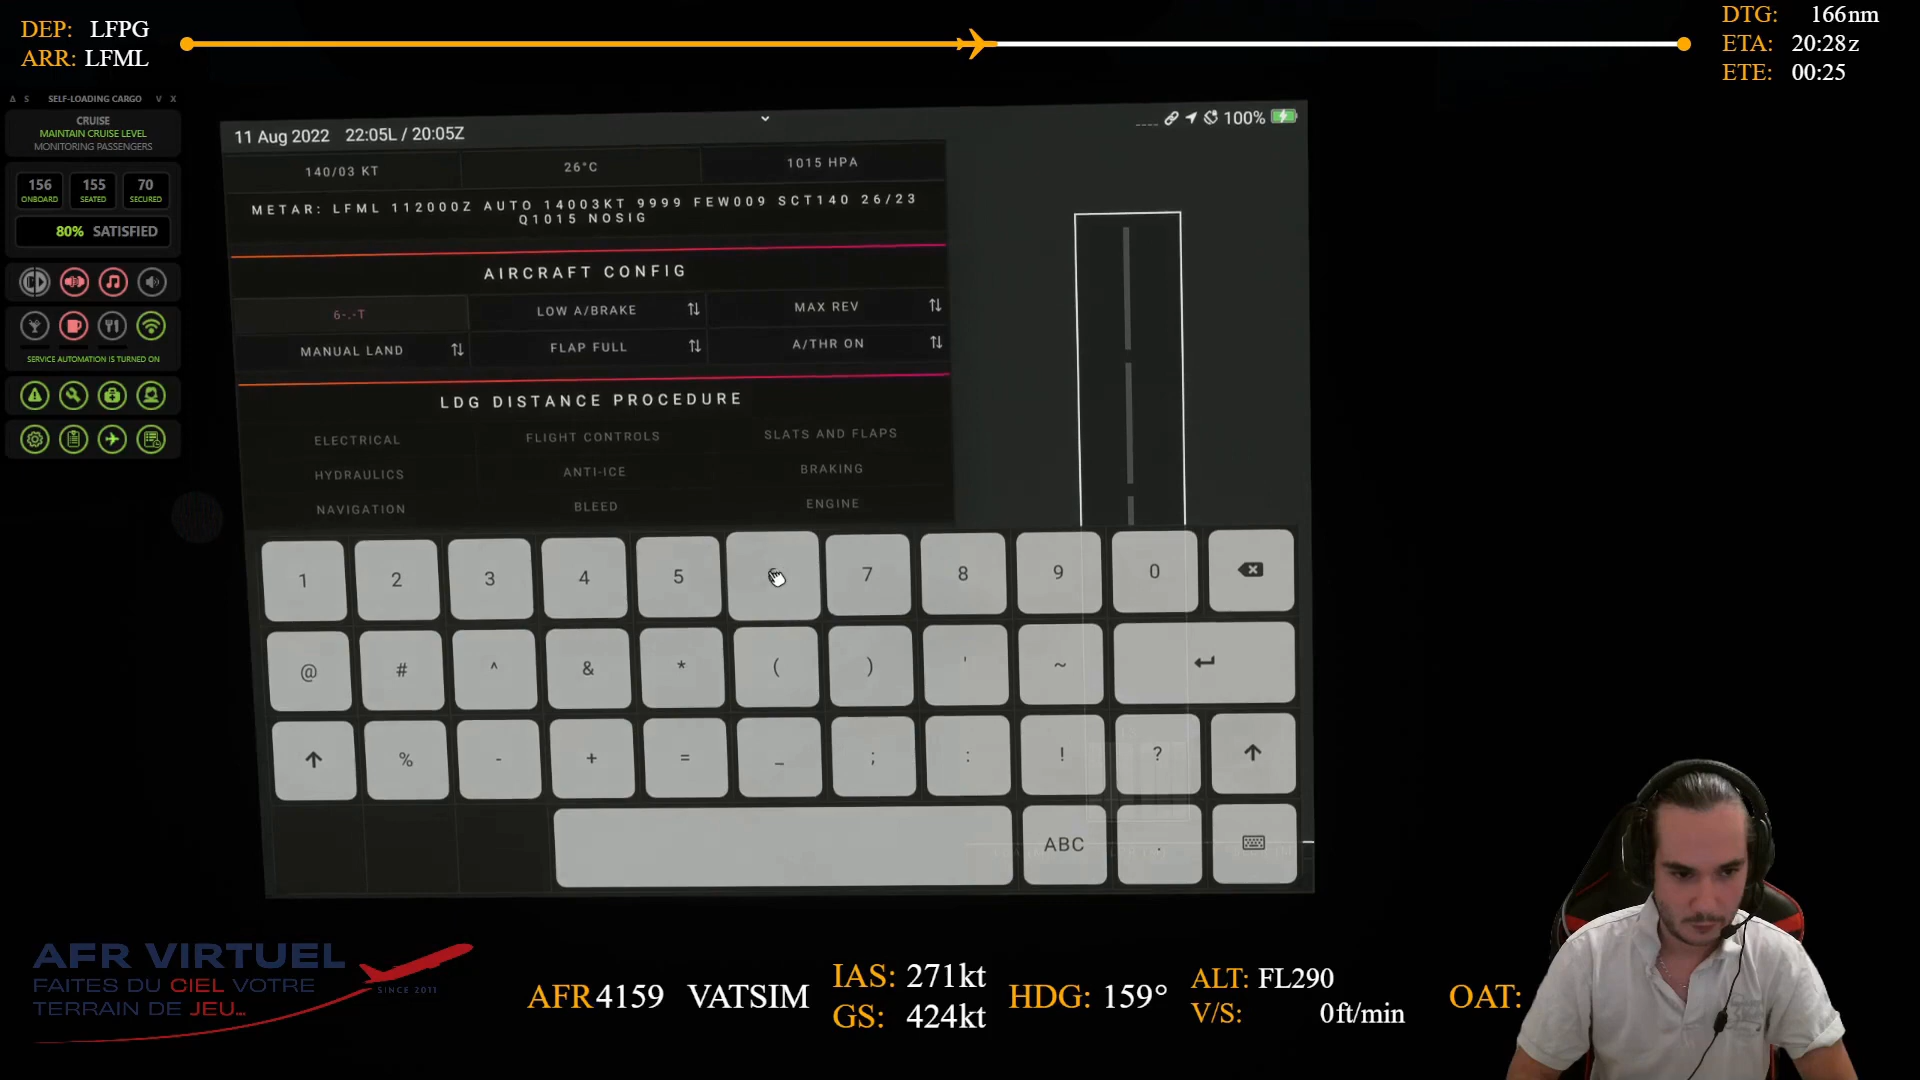 DEP: LFPG
ARR: LFML
DTG: 166nm
ETA: 20:28z
ETE: 00:25
Δ S SELF-LOADING CARGO V X
CRUISE
MAINTAIN CRUISE LEVEL
MONITORING PASSENGERS
156 155 70
ONBOARD SEATED SECURED
80% SATISFIED
SERVICE AUTOMATION IS TURNED ON
11 Aug 2022 22:05L / 20:05Z
100%
140/03 KT 26°C 1015 HPA
METAR: LFML 112000Z AUTO 14003KT 9999 FEW009 SCT140 26/23
Q1015 NOSIG
AIRCRAFT CONFIG
6-.-T LOW A/BRAKE MAX REV
MANUAL LAND FLAP FULL A/THR ON
LDG DISTANCE PROCEDURE
ELECTRICAL FLIGHT CONTROLS SLATS AND FLAPS
HYDRAULICS ANTI-ICE BRAKING
NAVIGATION BLEED ENGINE
1 2 3 4 5 6 7 8 9 0
@ # ^ & * ( ) ' ~
% - + = _ ; : ! ?
ABC .
AFR VIRTUEL
FAITES DU CIEL VOTRE
TERRAIN DE JEU...
SINCE 2011
AFR4159 VATSIM
IAS: 271kt
GS: 424kt
HDG: 159°
ALT: FL290
V/S: 0ft/min
OAT: